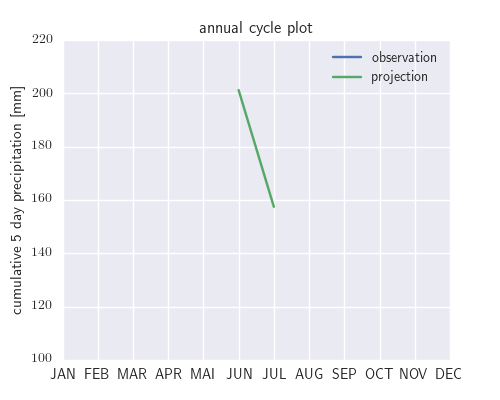 annual cycle plot
observation
projection
cumulative 5 day precipitation [mm]
220
200
180
160
140
120
100
JAN FEB MAR APR MAI JUN JUL AUG SEP OCT NOV DEC